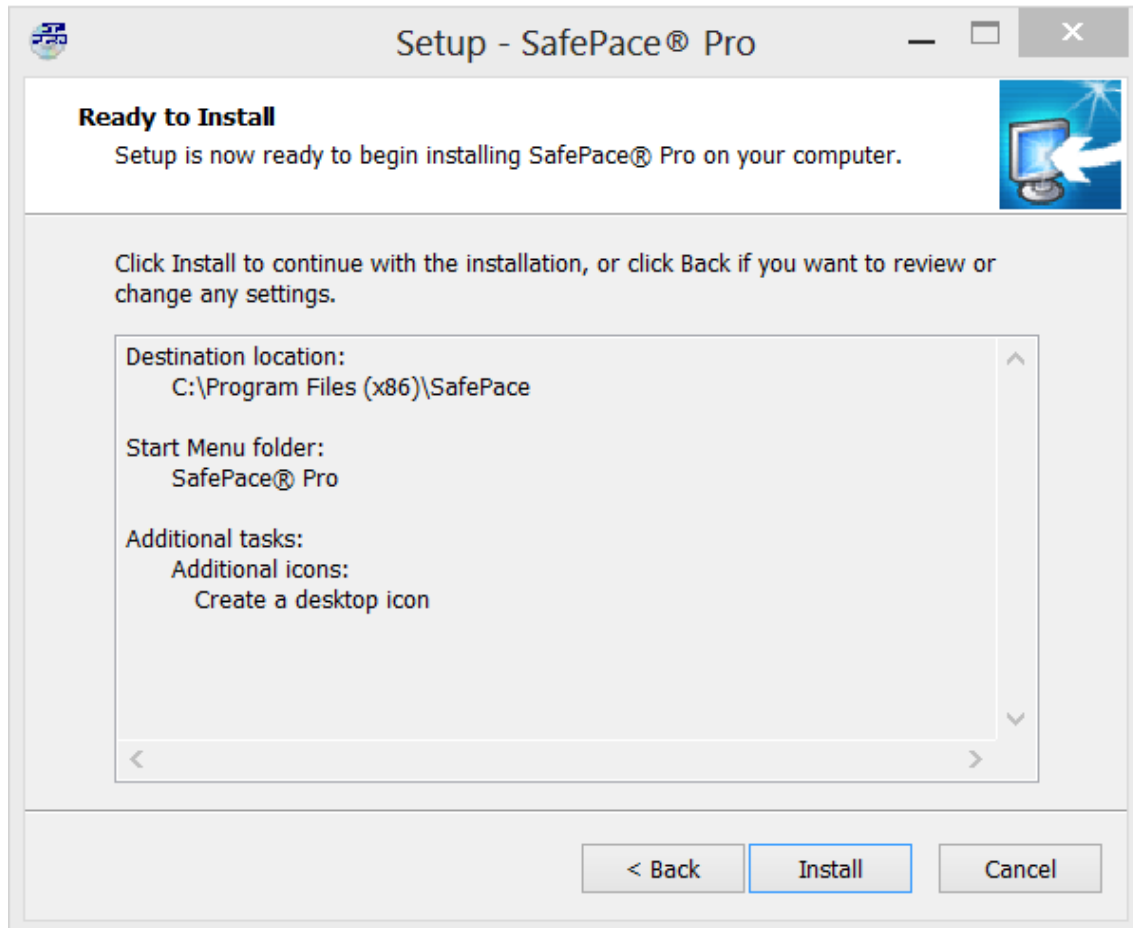 Setup - SafePace® Pro
Ready to Install
Setup is now ready to begin installing SafePace® Pro on your computer.
Click Install to continue with the installation, or click Back if you want to review or
change any settings.
Destination location:
C:\Program Files (x86)\SafePace
Start Menu folder:
SafePace® Pro
Additional tasks:
Additional icons:
Create a desktop icon
< Back
Install
Cancel